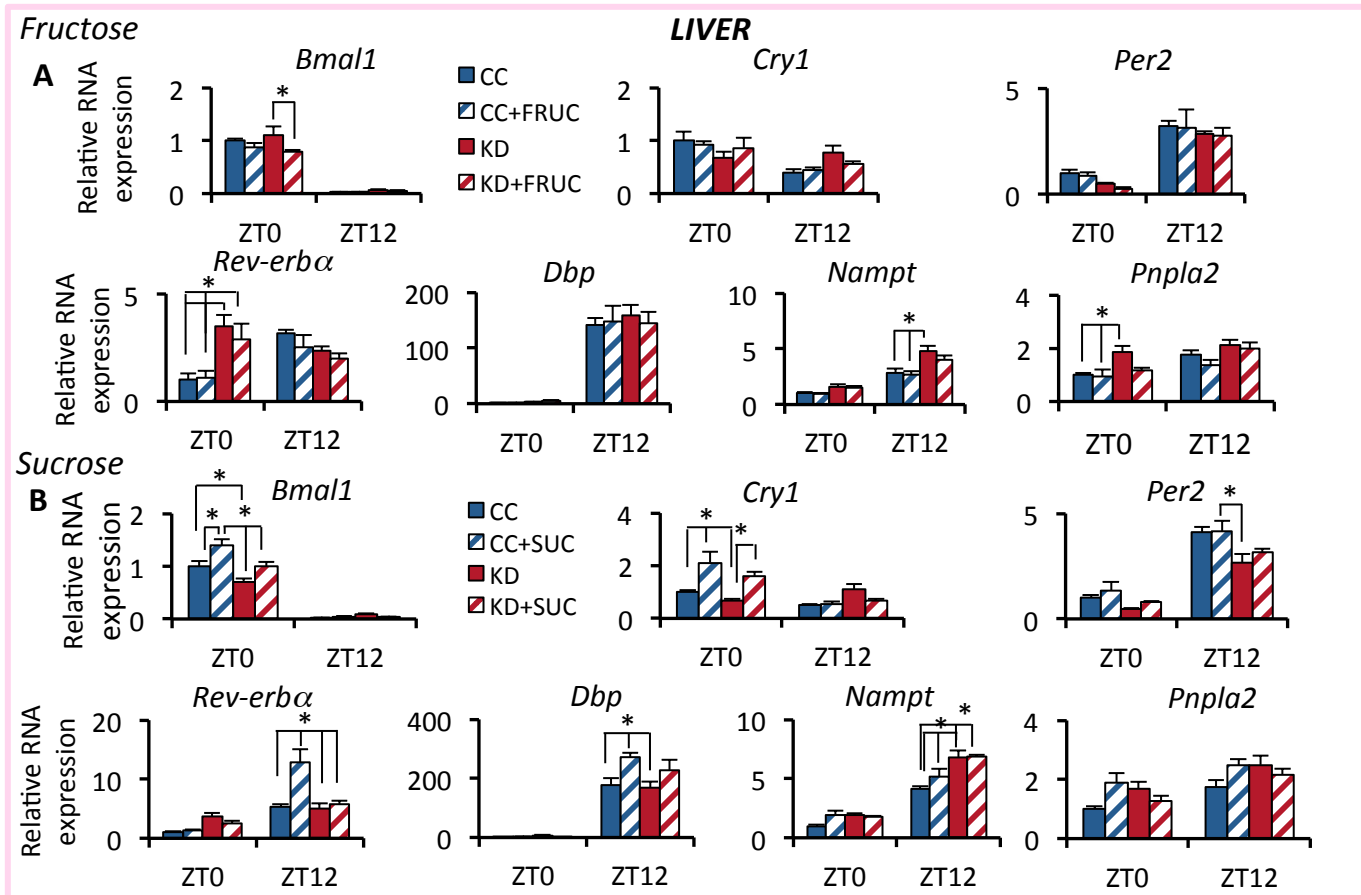 Fructose
LIVER
A
Bmal1
Cry1
Per2
CC
CC+FRUC
KD
KD+FRUC
Relative RNA
expression
2
1
0
*
ZT0
ZT12
2
1
0
ZT0
ZT12
5
0
ZT0
ZT12
Rev-erbα
Dbp
Nampt
Pnpla2
Relative RNA
expression
5
0
*
ZT0
ZT12
200
100
0
ZT0
ZT12
10
5
0
*
ZT0
ZT12
4
2
0
*
ZT0
ZT12
Sucrose
B
Bmal1
Cry1
Per2
CC
CC+SUC
KD
KD+SUC
Relative RNA
expression
2
1
0
*
*
*
ZT0
ZT12
4
2
0
*
*
ZT0
ZT12
5
0
*
ZT0
ZT12
Rev-erbα
Dbp
Nampt
Pnpla2
Relative RNA
expression
20
10
0
*
ZT0
ZT12
400
200
0
*
ZT0
ZT12
10
5
0
*
*
ZT0
ZT12
4
2
0
ZT0
ZT12